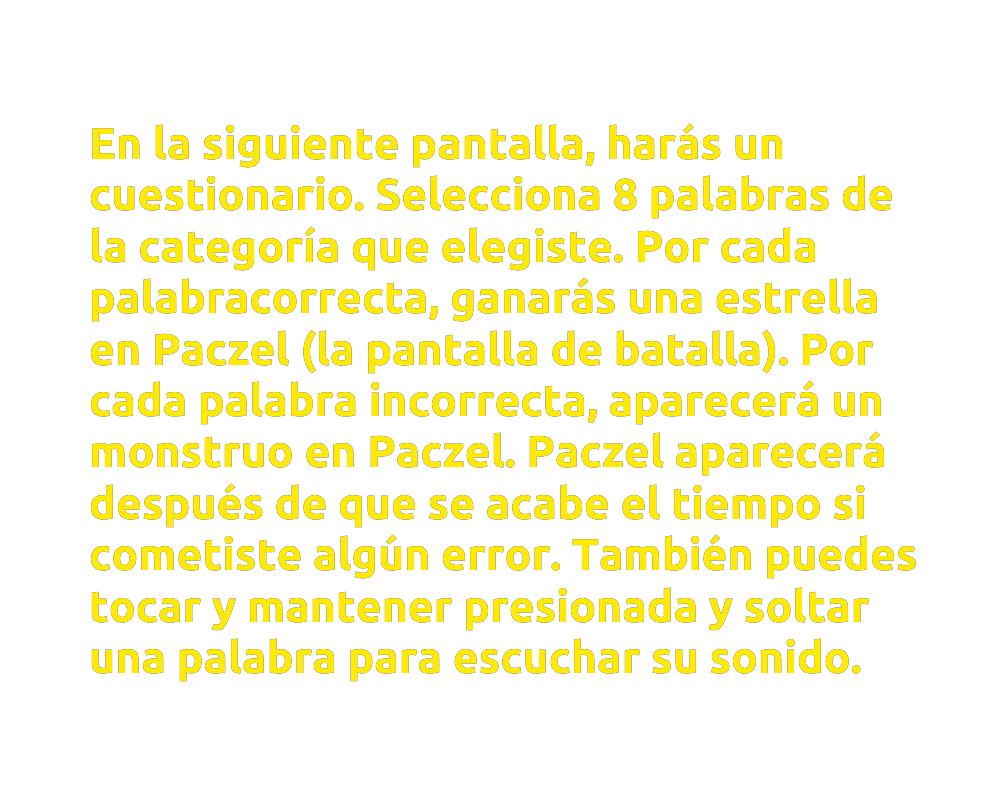 En la siguiente pantalla, harás un
cuestionario. Selecciona 8 palabras de
la categoría que elegiste. Por cada
palabracorrecta, ganarás una estrella
en Paczel (la pantalla de batalla). Por
cada palabra incorrecta, aparecerá un
monstruo en Paczel. Paczel aparecerá
después de que se acabe el tiempo si
cometiste algún error. También puedes
tocar y mantener presionada y soltar
una palabra para escuchar su sonido.